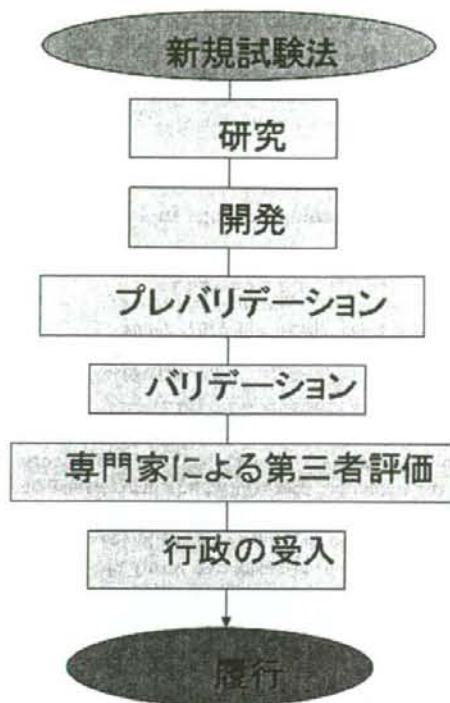 新規試験法
研究
開発
プレバリデーション
バリデーション
専門家による第三者評価
行政の受入
履行